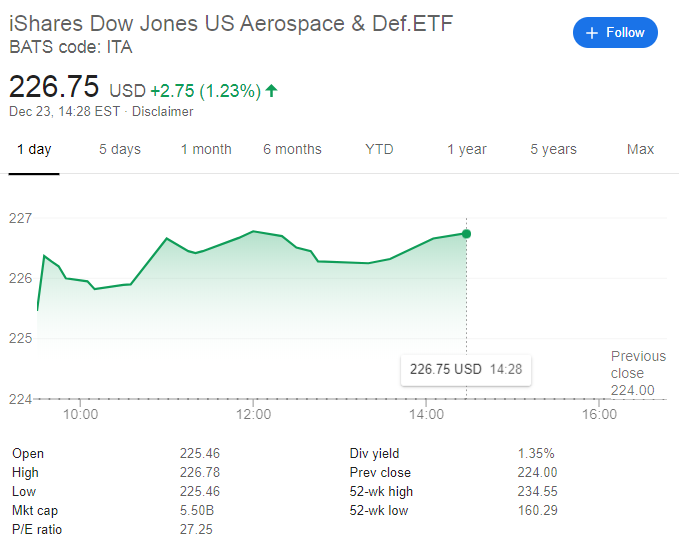 iShares Dow Jones US Aerospace & Def.ETF
BATS code: ITA
+ Follow
226.75 USD +2.75 (1.23%) ↑
Dec 23, 14:28 EST · Disclaimer
1 day 5 days 1 month 6 months YTD 1 year 5 years Max
227
226
225
224
226.75 USD 14:28
Previous
close
224.00
10:00 12:00 14:00 16:00
Open 225.46 Div yield 1.35%
High 226.78 Prev close 224.00
Low 225.46 52-wk high 234.55
Mkt cap 5.50B 52-wk low 160.29
P/E ratio 27.25